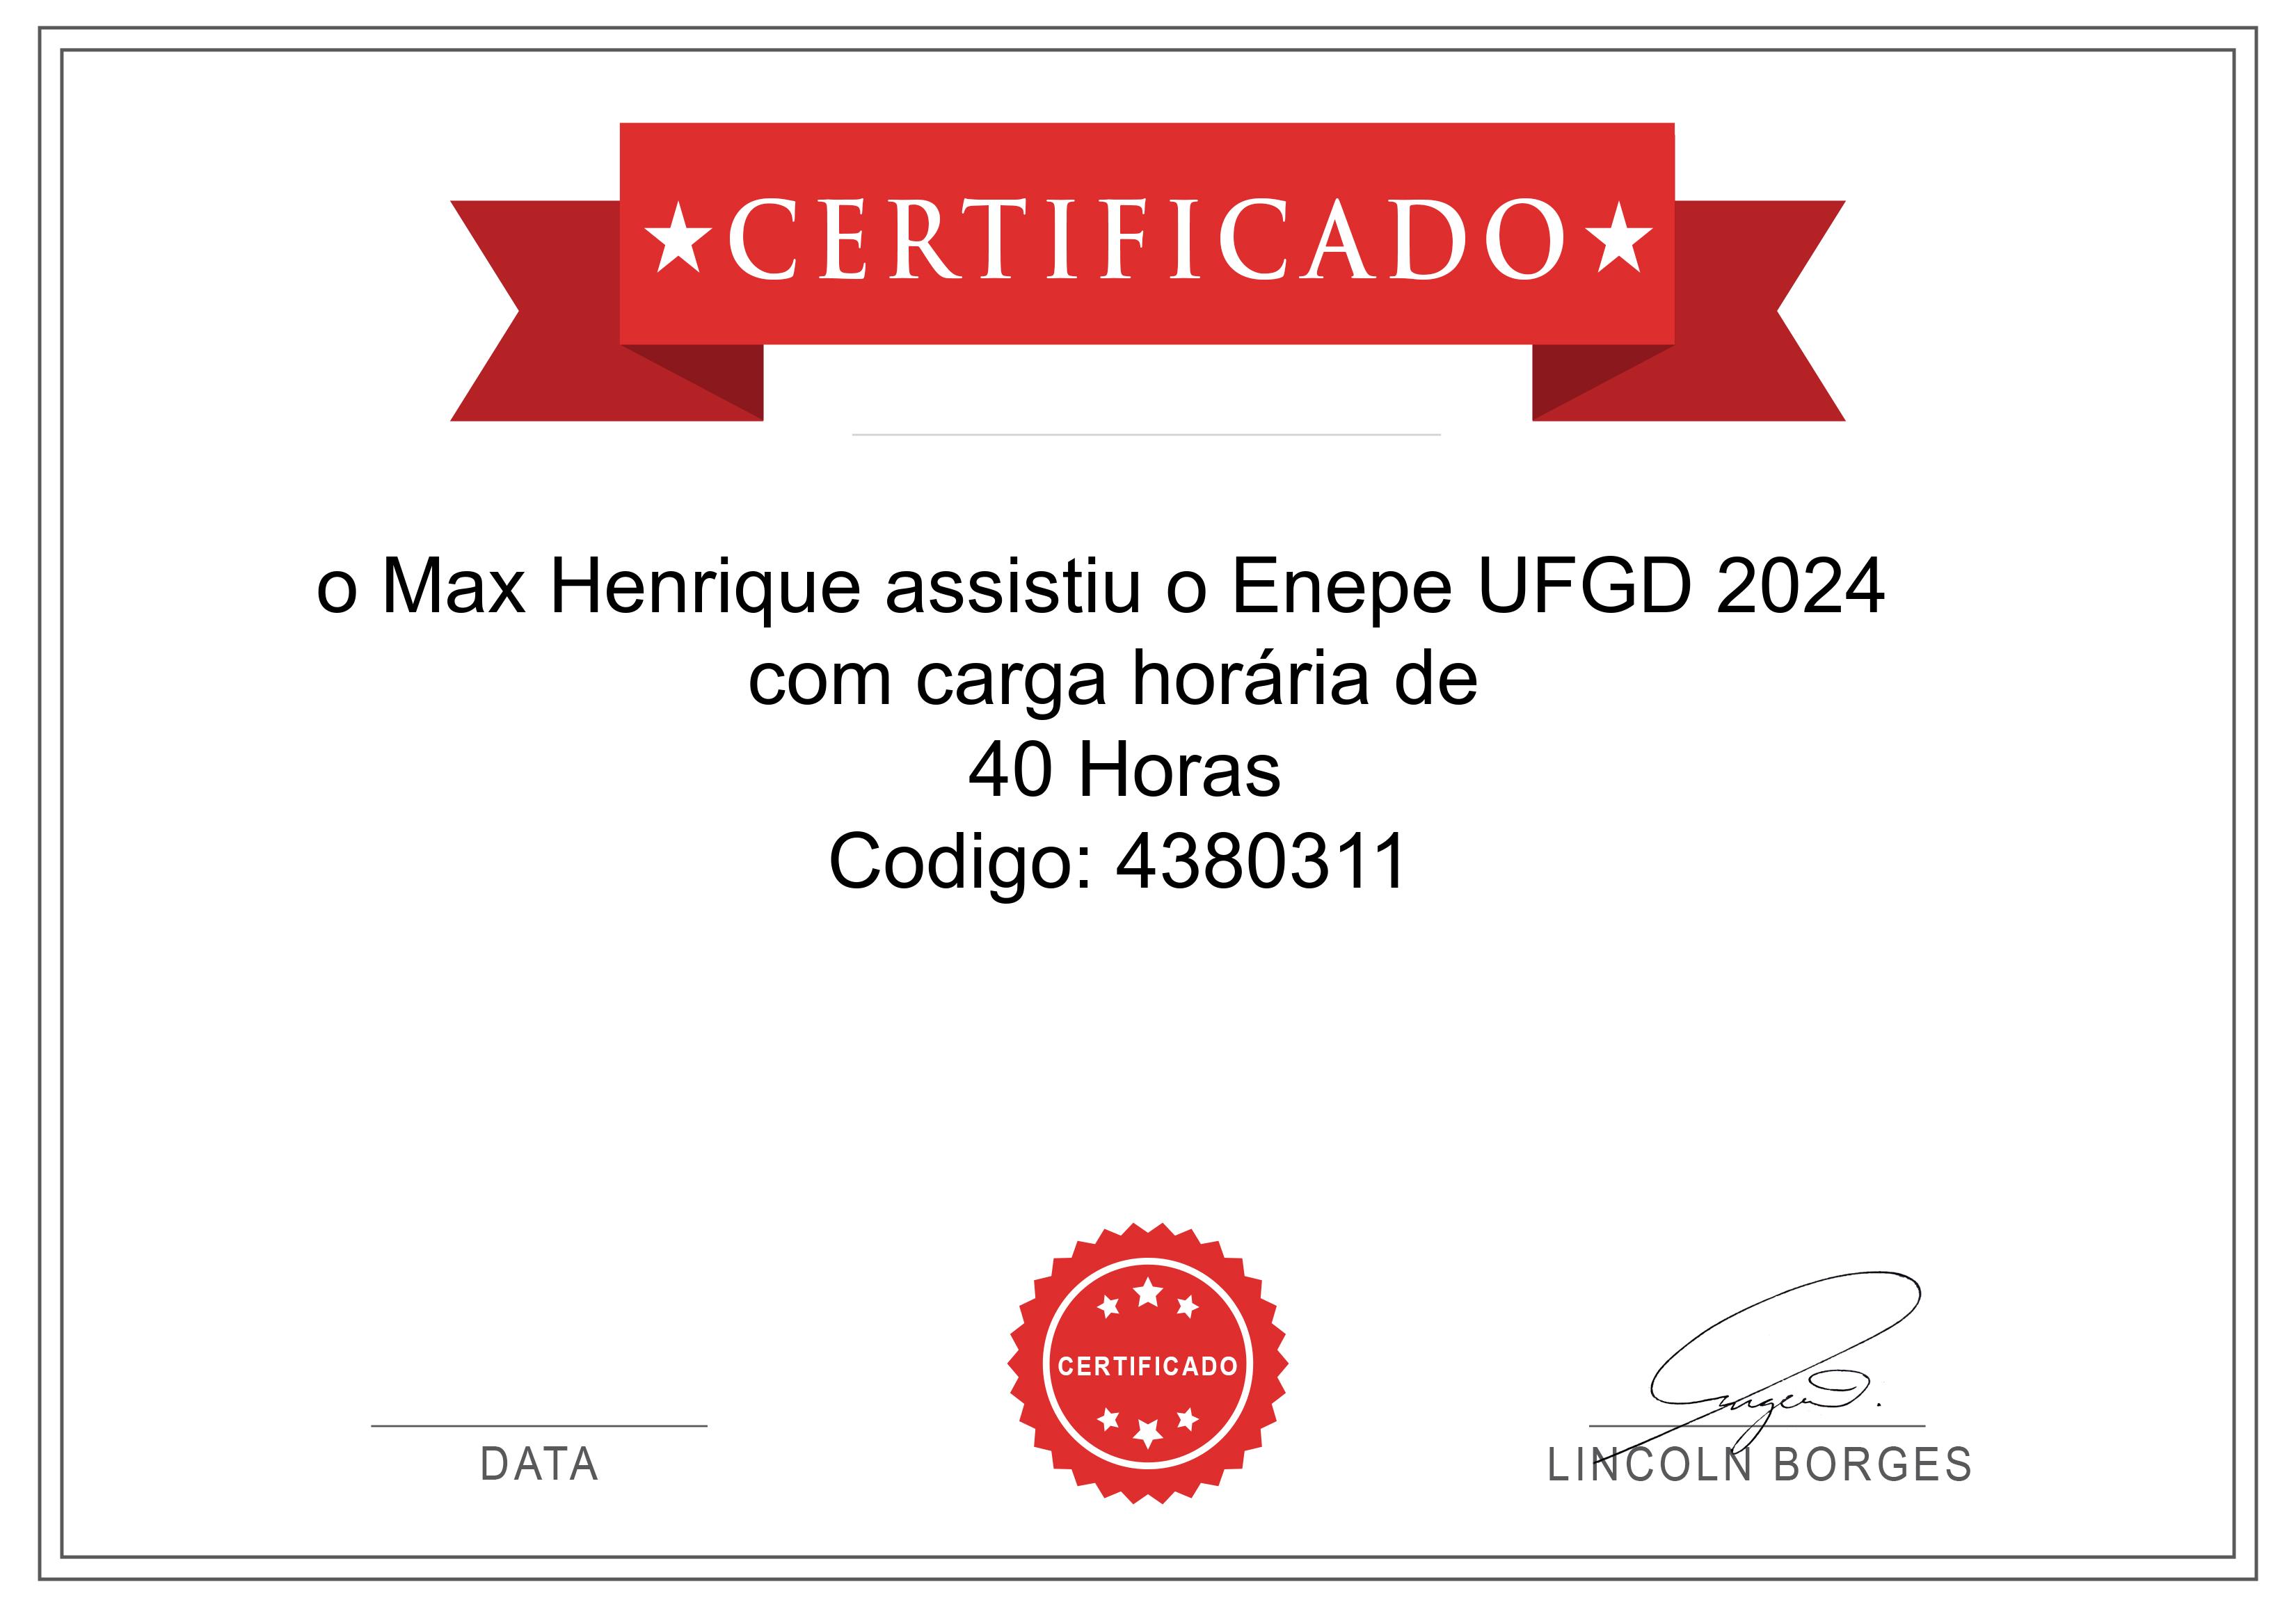 CERTIFICADO
o Max Henrique assistiu o Enepe UFGD 2024
com carga horária de
40 Horas
Codigo: 4380311
CERTIFICADO
DATA
LINCOLN BORGES